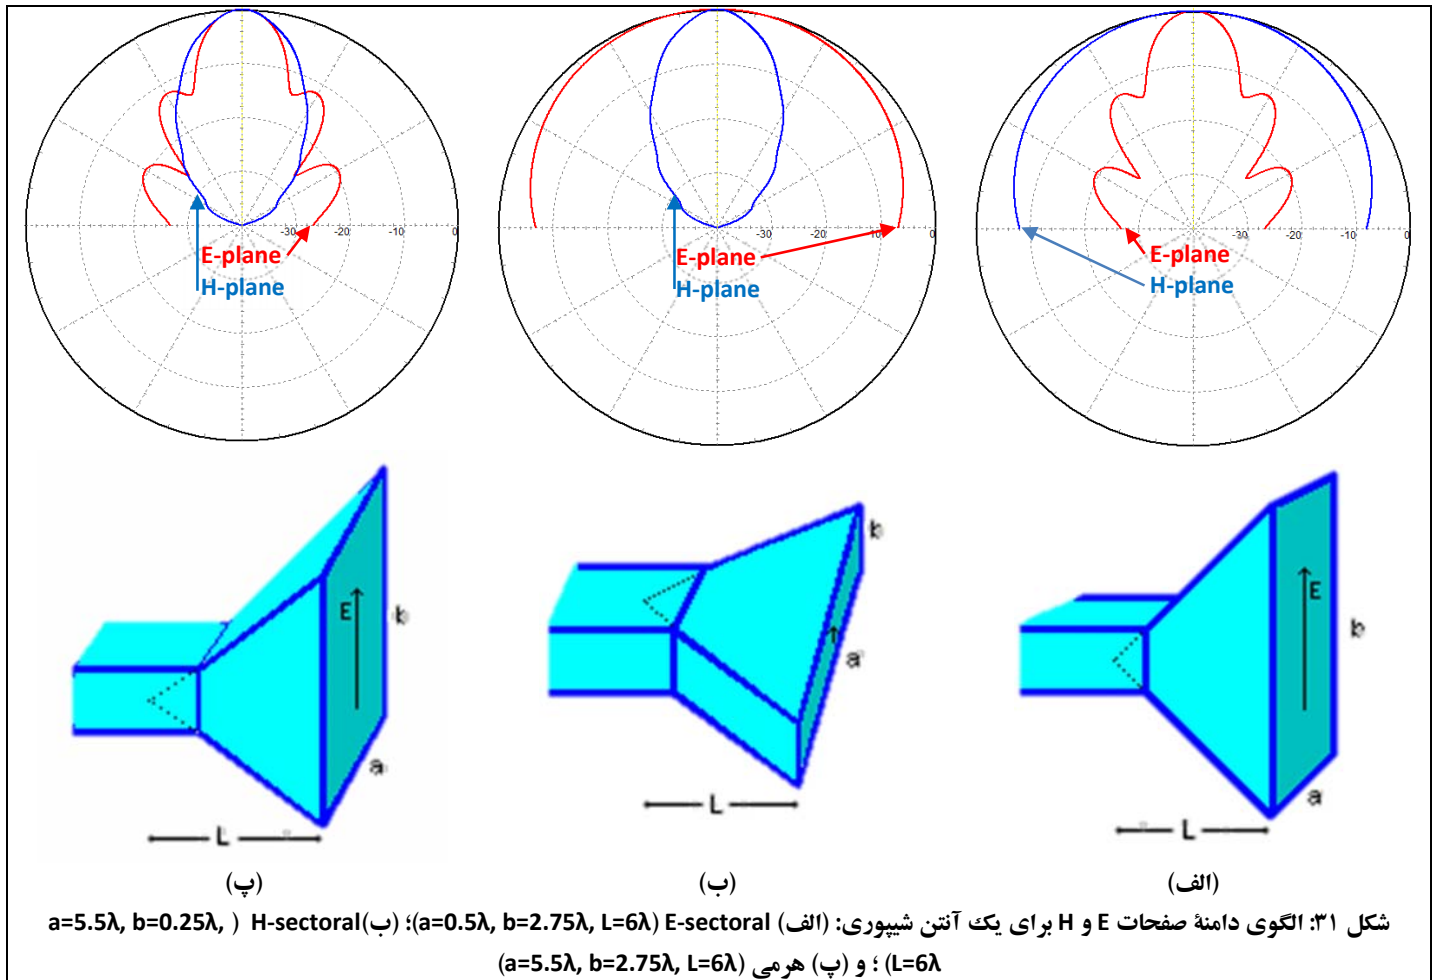 -30 -20 -10 0
E-plane
H-plane
-30 -20 -10 0
E-plane
H-plane
-30 -20 -10 0
E-plane
H-plane
E
b
a
L
b
a
L
E
b
a
L
(پ) (ب) (الف)
شکل ۳۱: الگوی دامنهٔ صفحات E و H برای یک آنتن شیپوری: (الف) E-sectoral (a=0.5λ, b=2.75λ, L=6λ)؛ (ب) H-sectoral ( a=5.5λ, b=0.25λ,
L=6λ) ؛ و (پ) هرمی (a=5.5λ, b=2.75λ, L=6λ)